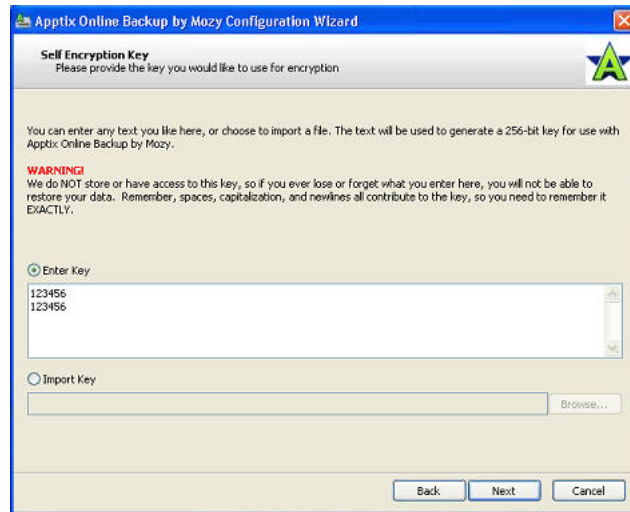 Apptix Online Backup by Mozy Configuration Wizard
Self Encryption Key
Please provide the key you would like to use for encryption
You can enter any text you like here, or choose to import a file. The text will be used to generate a 256-bit key for use with
Apptix Online Backup by Mozy.
WARNING!
We do NOT store or have access to this key, so if you ever lose or forget what you enter here, you will not be able to
restore your data. Remember, spaces, capitalization, and newlines all contribute to the key, so you need to remember it
EXACTLY.
Enter Key
123456
123456
Import Key
Browse...
Back
Next
Cancel